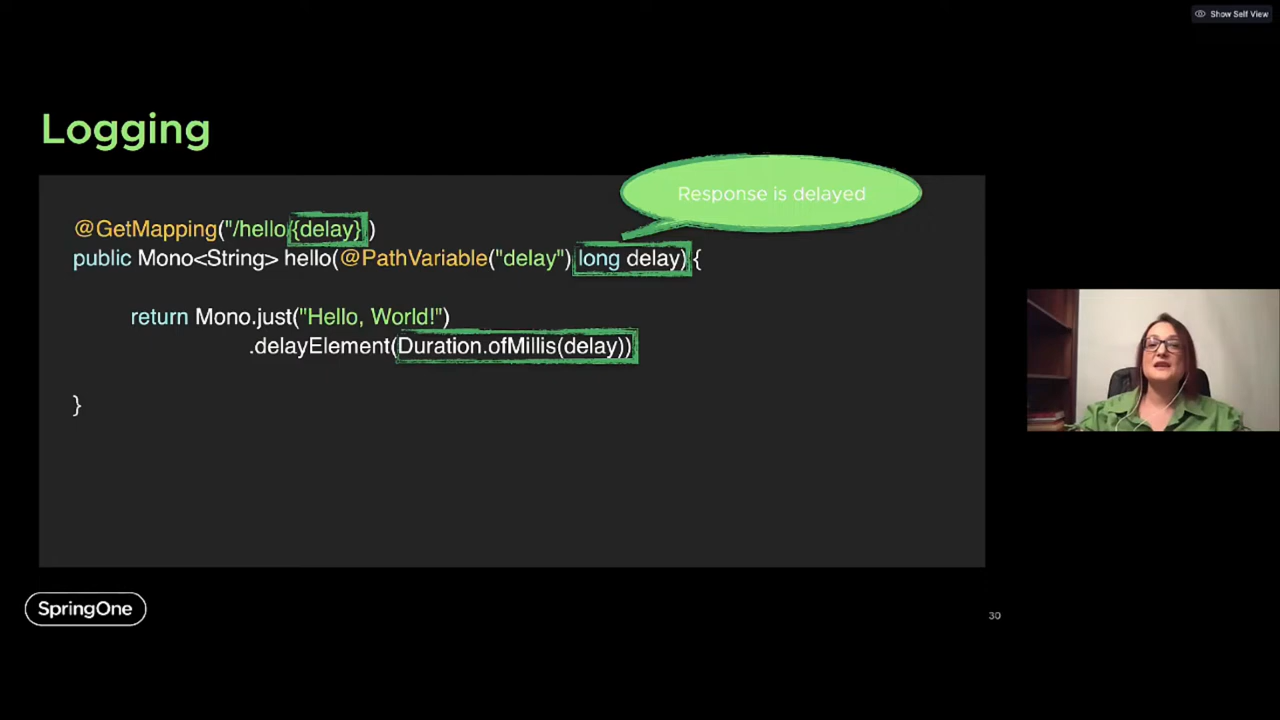 Show Self View
Logging
Response is delayed
@GetMapping("/hello/{delay}")
public Mono<String> hello(@PathVariable("delay") long delay) {
return Mono.just("Hello, World!")
.delayElement(Duration.ofMillis(delay))
}
SpringOne
30